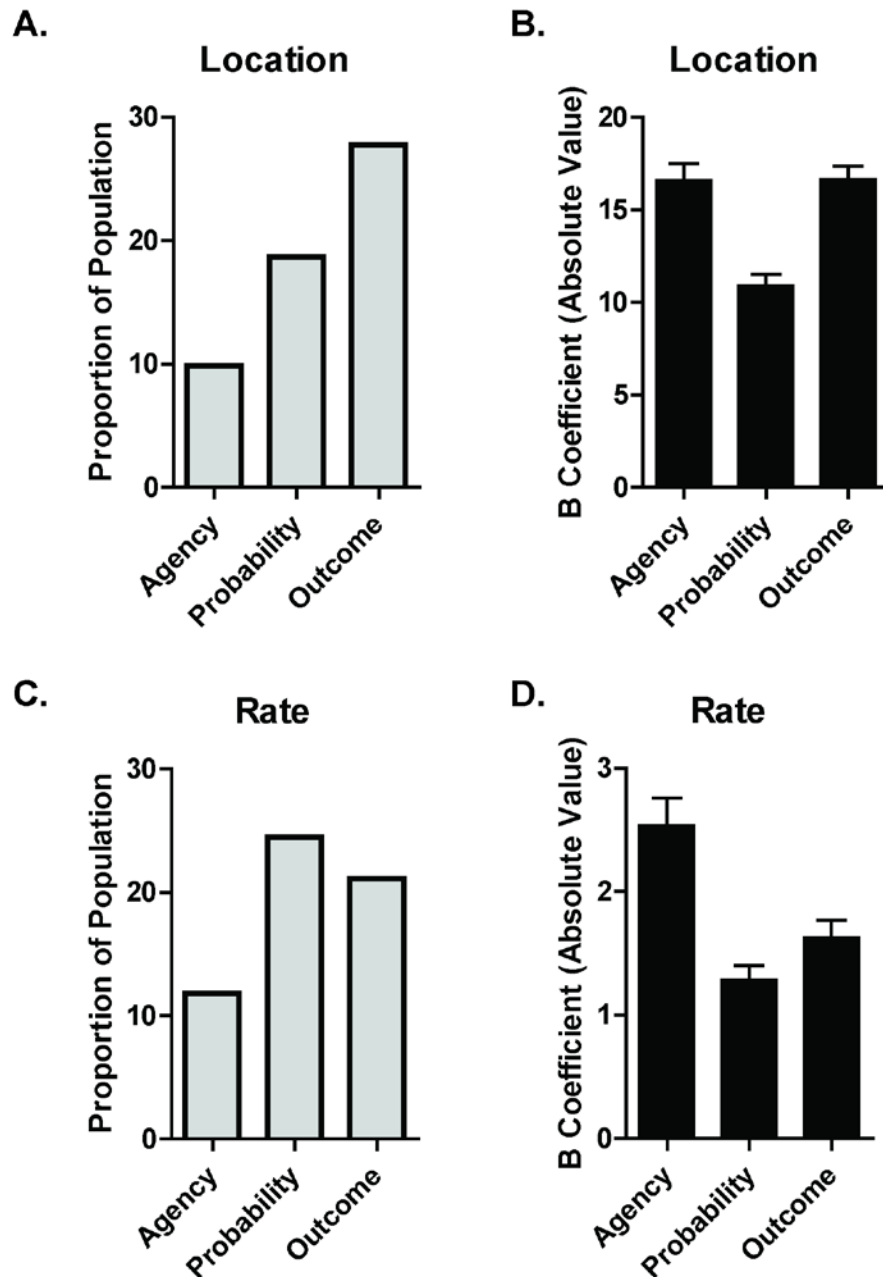 A.
Location
Proportion of Population
30
20
10
0
Agency
Probability
Outcome
B.
Location
B Coefficient (Absolute Value)
20
15
10
5
0
Agency
Probability
Outcome
C.
Rate
Proportion of Population
30
20
10
0
Agency
Probability
Outcome
D.
Rate
B Coefficient (Absolute Value)
3
2
1
0
Agency
Probability
Outcome